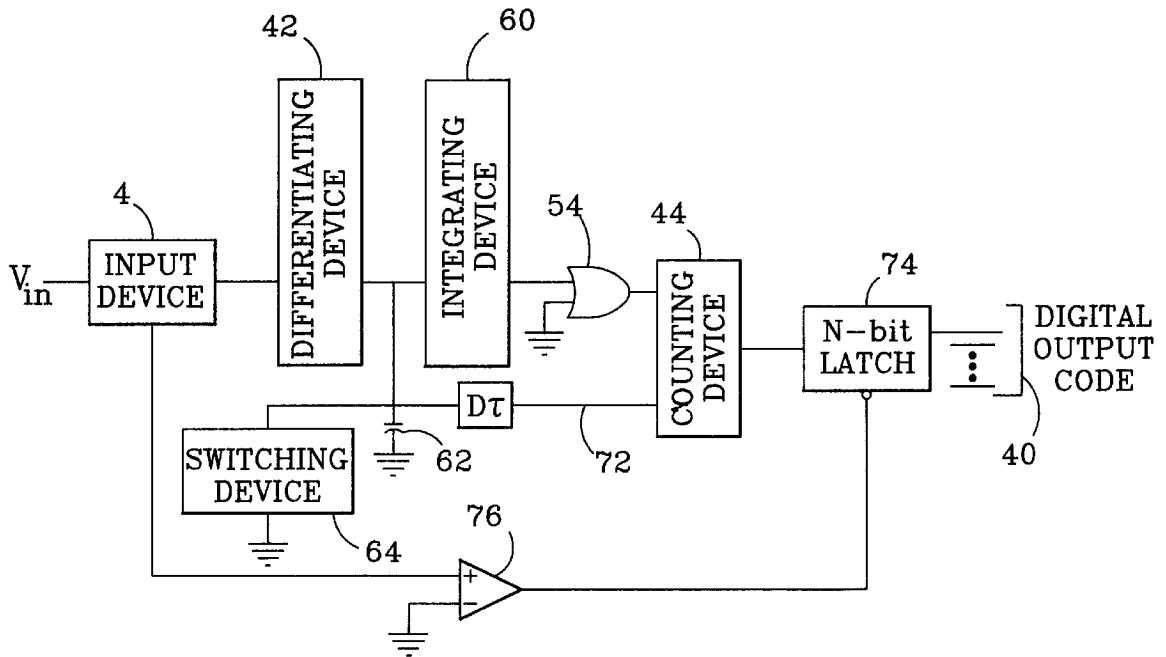 42
60
4
54
44
74
V_in
INPUT
DEVICE
DIFFERENTIATING
DEVICE
INTEGRATING
DEVICE
COUNTING
DEVICE
N-bit
LATCH
DIGITAL
OUTPUT
CODE
Dτ
SWITCHING
DEVICE
62
72
40
64
76
+
−